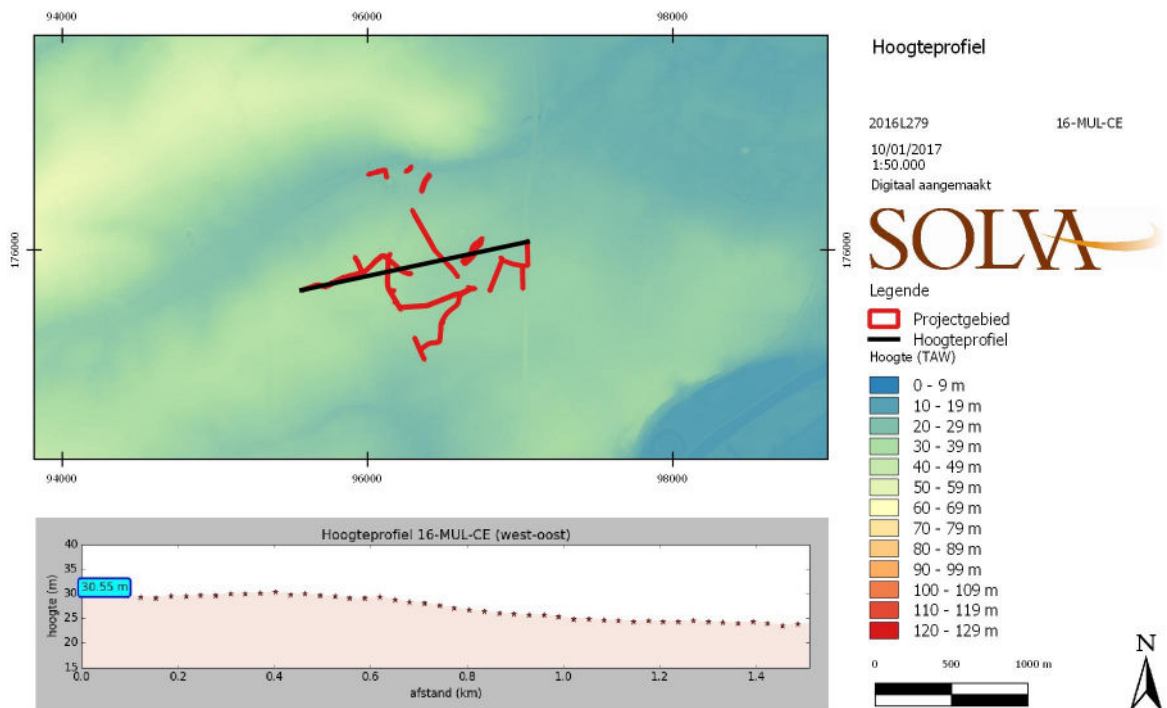 94000
96000
98000
176000
176000
94000
96000
98000
Hoogteprofiel
2016L279
16-MUL-CE
10/01/2017
1:50.000
Digitaal aangemaakt
SOLVA
Legende
Projectgebied
Hoogteprofiel
Hoogte (TAW)
0 - 9 m
10 - 19 m
20 - 29 m
30 - 39 m
40 - 49 m
50 - 59 m
60 - 69 m
70 - 79 m
80 - 89 m
90 - 99 m
100 - 109 m
110 - 119 m
120 - 129 m
0 500 1000 m
N
Hoogteprofiel 16-MUL-CE (west-oost)
hoogte (m)
40
35
30
25
20
15
30.55 m
0.0 0.2 0.4 0.6 0.8 1.0 1.2 1.4
afstand (km)